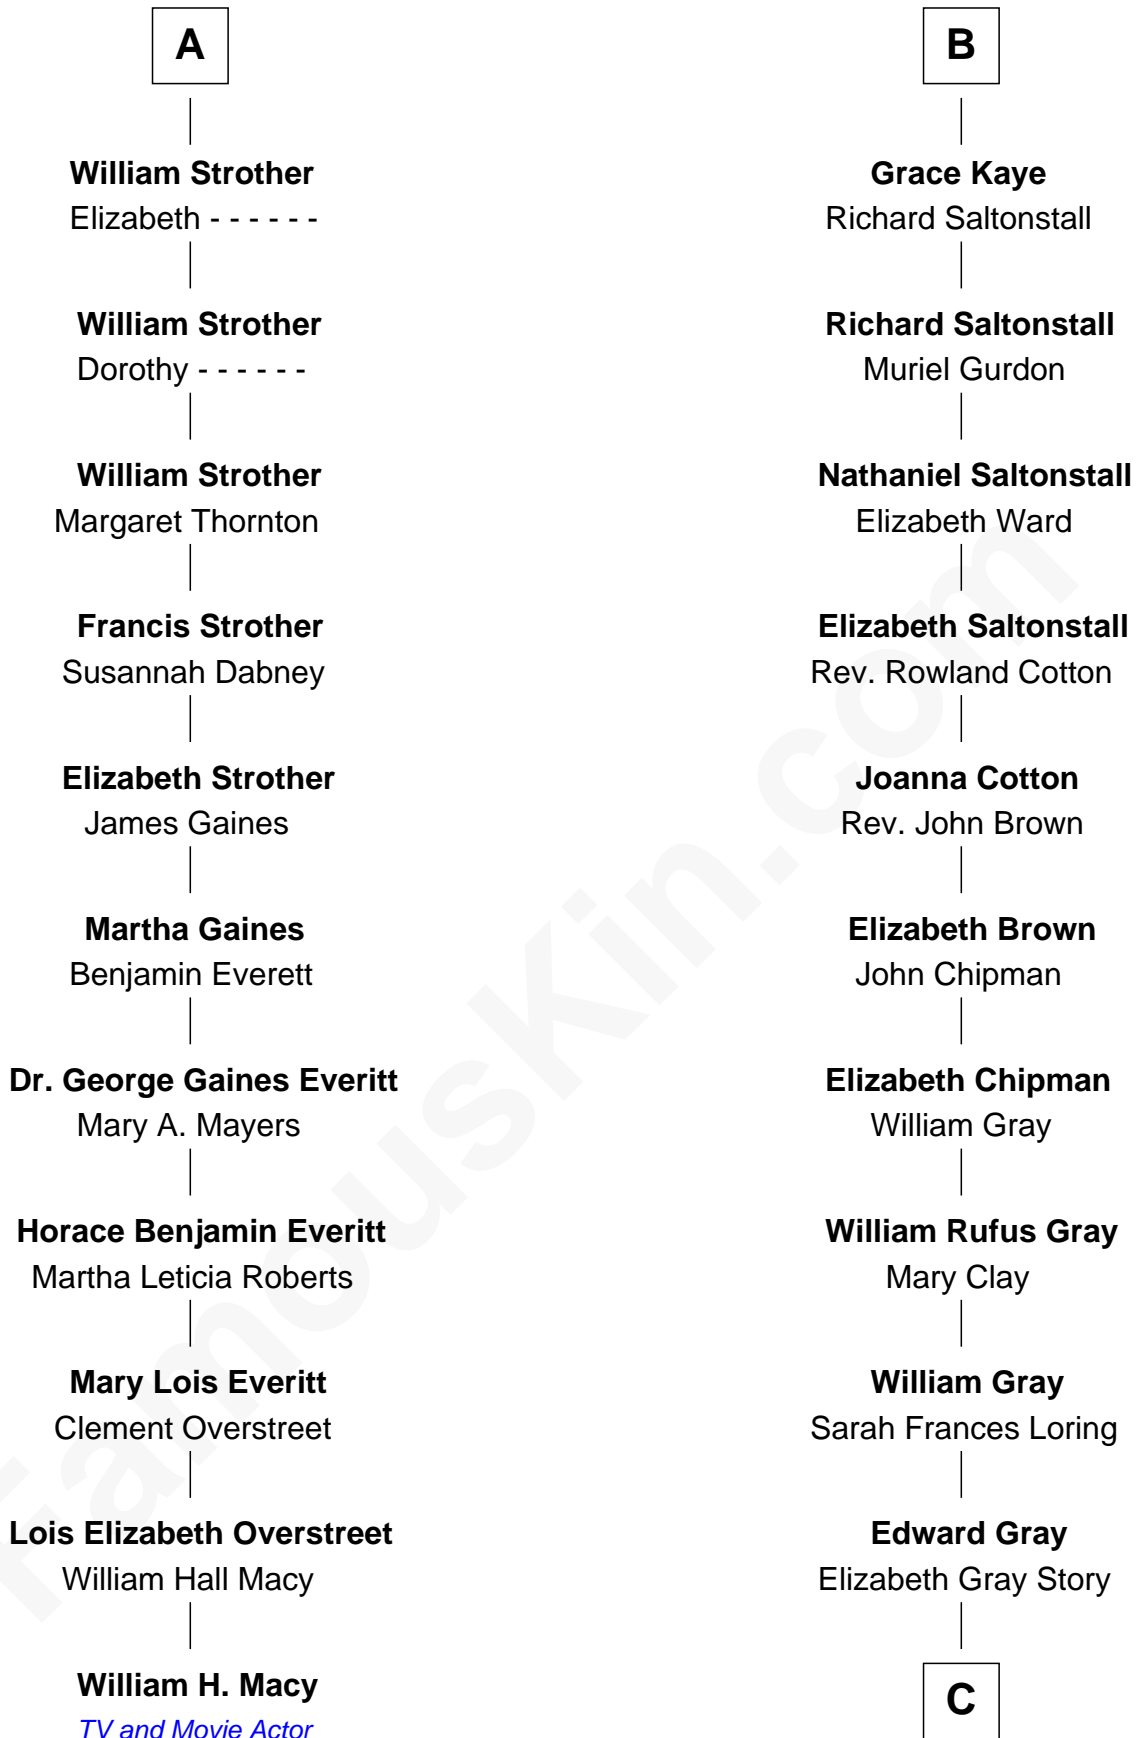 A
William Strother
Elizabeth - - - - - -
William Strother
Dorothy - - - - - -
William Strother
Margaret Thornton
Francis Strother
Susannah Dabney
Elizabeth Strother
James Gaines
Martha Gaines
Benjamin Everett
Dr. George Gaines Everitt
Mary A. Mayers
Horace Benjamin Everitt
Martha Leticia Roberts
Mary Lois Everitt
Clement Overstreet
Lois Elizabeth Overstreet
William Hall Macy
William H. Macy
TV and Movie Actor
B
Grace Kaye
Richard Saltonstall
Richard Saltonstall
Muriel Gurdon
Nathaniel Saltonstall
Elizabeth Ward
Elizabeth Saltonstall
Rev. Rowland Cotton
Joanna Cotton
Rev. John Brown
Elizabeth Brown
John Chipman
Elizabeth Chipman
William Gray
William Rufus Gray
Mary Clay
William Gray
Sarah Frances Loring
Edward Gray
Elizabeth Gray Story
C
FamousKin.com